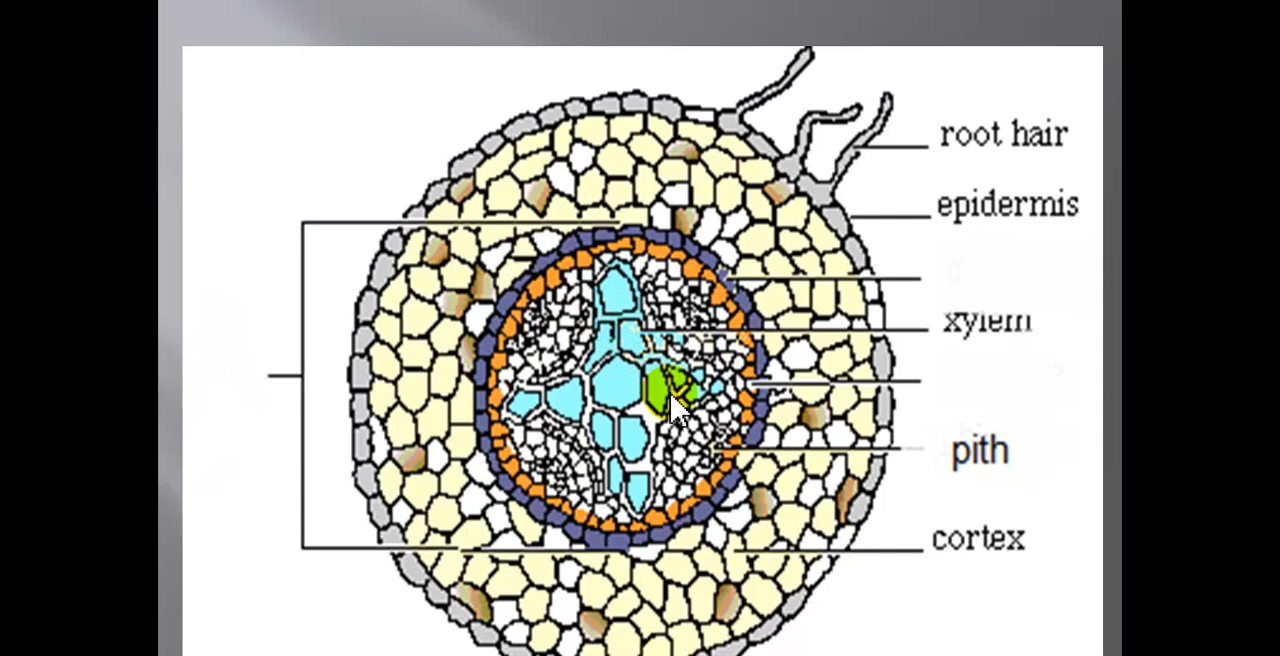 root hair
epidermis
xylem
pith
cortex